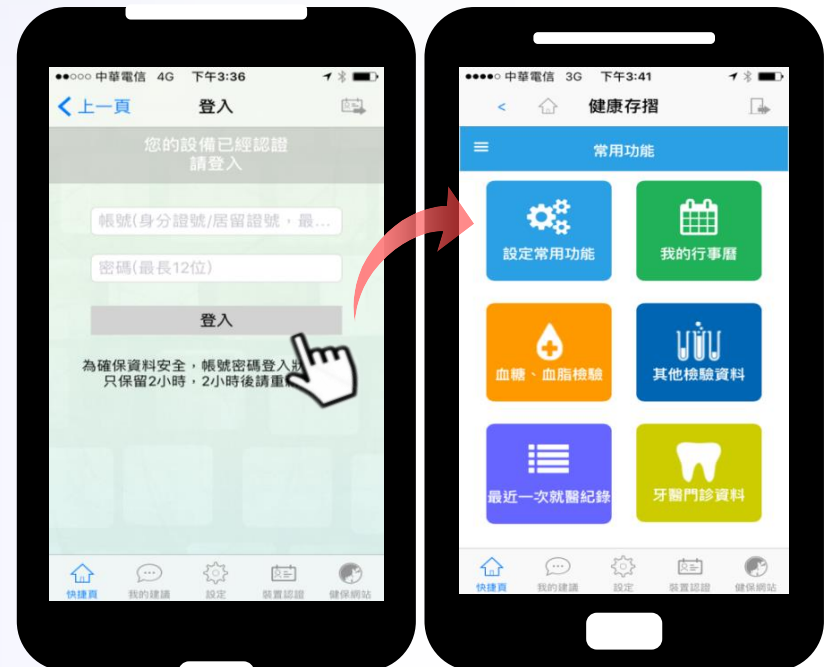 中華電信 4G 下午3:36
上一頁 登入
您的設備已經認證
請登入
帳號(身分證號/居留證號，最...
密碼(最長12位)
登入
為確保資料安全，帳號密碼登入狀
只保留2小時，2小時後請重
快捷頁 我的建議 設定 裝置認證 健保網站
中華電信 3G 下午3:41
< 健康存摺
常用功能
設定常用功能 我的行事曆
血糖、血脂檢驗 其他檢驗資料
最近一次就醫紀錄 牙醫門診資料
快捷頁 我的建議 設定 裝置認證 健保網站